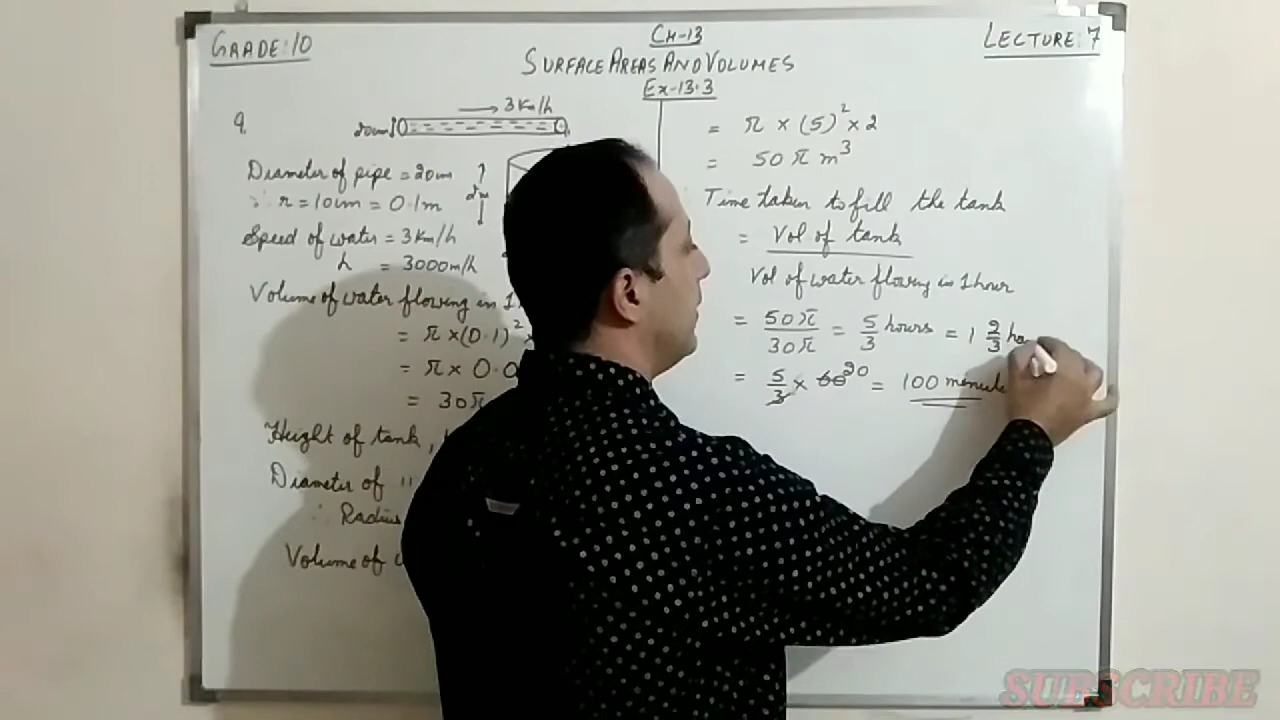 GRADE:10
CH-13
LECTURE:7
SURFACE AREAS AND VOLUMES
Ex-13.3
→ 3Km/h
20cm
Diameter of pipe = 20cm
∴ r = 10cm = 0.1m
2m
Speed of water = 3Km/h
h = 3000m/h
Volume of water flowing in 1
= π × (0.1)²
= π × 0.0
= 30π
Height of tank,
Diameter of "
∴ Radius
Volume of
= π × (5)² × 2
= 50π m³
Time taken to fill the tank
= Vol of tank
Vol of water flowing in 1 hour
= 50π/30π = 5/3 hours = 1 2/3 ho
= 5/3 × 60 20 = 100 minute
SUBSCRIBE